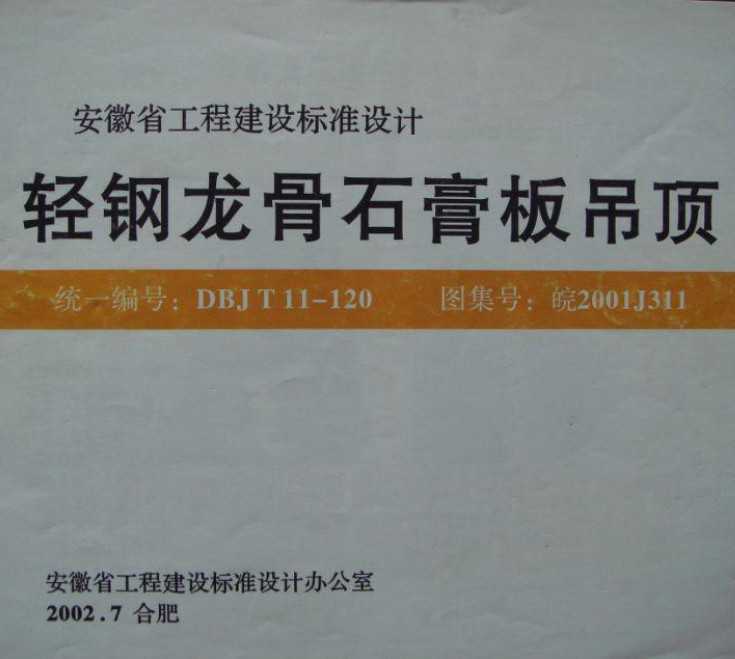 安徽省工程建设标准设计
轻钢龙骨石膏板吊顶
统一编号：DBJ T 11-120 图集号：皖2001J311
安徽省工程建设标准设计办公室
2002.7 合肥